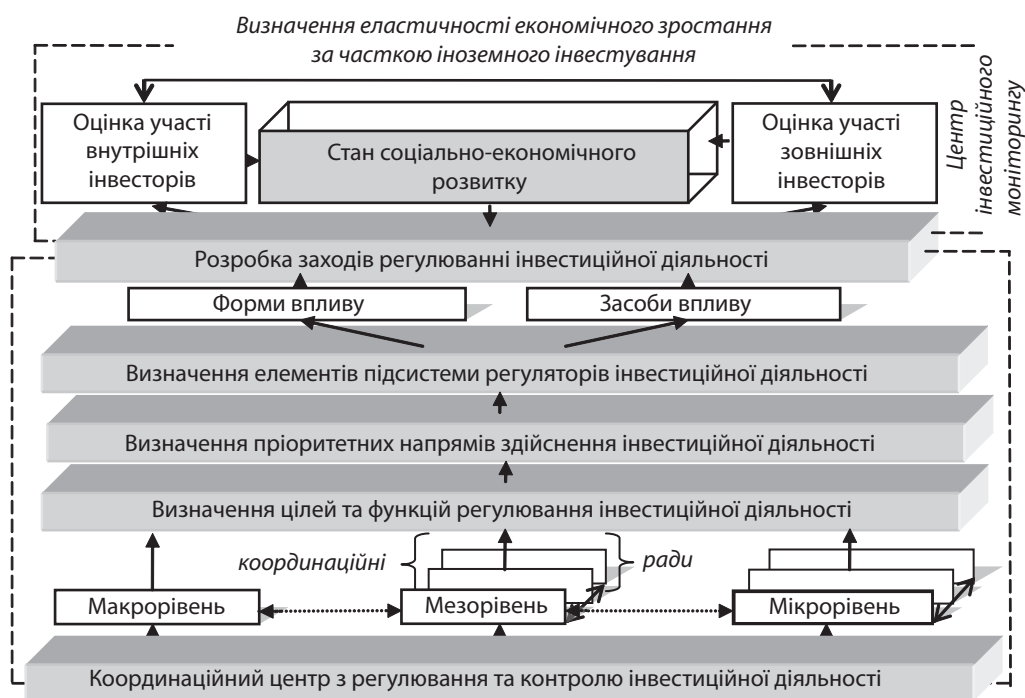 Визначення еластичності економічного зростання
за часткою іноземного інвестування
Центр
інвестиційного
моніторингу
Оцінка участі
внутрішніх
інвесторів
Стан соціально-економічного
розвитку
Оцінка участі
зовнішніх
інвесторів
Розробка заходів регулюванні інвестиційної діяльності
Форми впливу
Засоби впливу
Визначення елементів підсистеми регуляторів інвестиційної діяльності
Визначення пріоритетних напрямів здійснення інвестиційної діяльності
Визначення цілей та функцій регулювання інвестиційної діяльності
координаційні
ради
Макрорівень
Мезорівень
Мікрорівень
Координаційний центр з регулювання та контролю інвестиційної діяльності